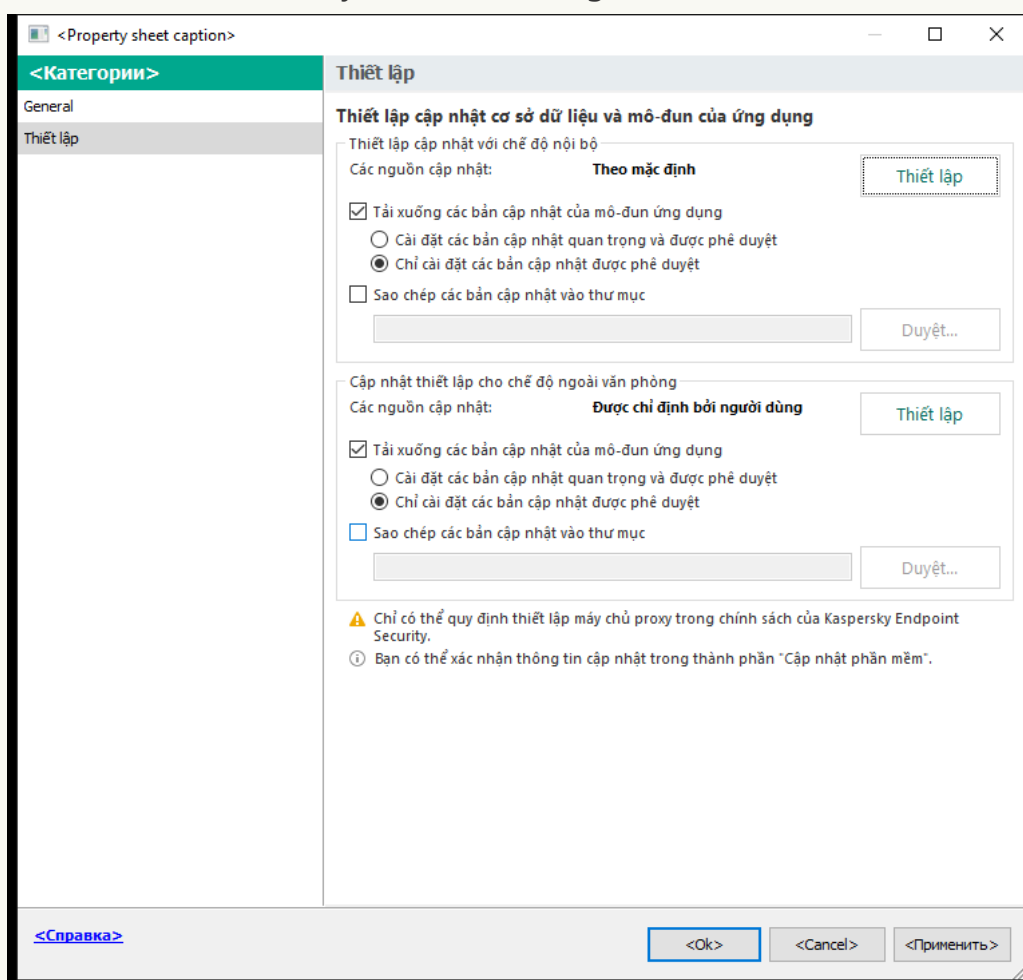 <Property sheet caption>
<Категории>
General
Thiết lập
Thiết lập
Thiết lập cập nhật cơ sở dữ liệu và mô-đun của ứng dụng
Thiết lập cập nhật với chế độ nội bộ
Các nguồn cập nhật: Theo mặc định
Thiết lập
Tải xuống các bản cập nhật của mô-đun ứng dụng
Cài đặt các bản cập nhật quan trọng và được phê duyệt
Chỉ cài đặt các bản cập nhật được phê duyệt
Sao chép các bản cập nhật vào thư mục
Duyệt...
Cập nhật thiết lập cho chế độ ngoài văn phòng
Các nguồn cập nhật: Được chỉ định bởi người dùng
Thiết lập
Tải xuống các bản cập nhật của mô-đun ứng dụng
Cài đặt các bản cập nhật quan trọng và được phê duyệt
Chỉ cài đặt các bản cập nhật được phê duyệt
Sao chép các bản cập nhật vào thư mục
Duyệt...
Chỉ có thể quy định thiết lập máy chủ proxy trong chính sách của Kaspersky Endpoint
Security.
Bạn có thể xác nhận thông tin cập nhật trong thành phần "Cập nhật phần mềm".
<Справка>
<Ok> <Cancel> <Применить>